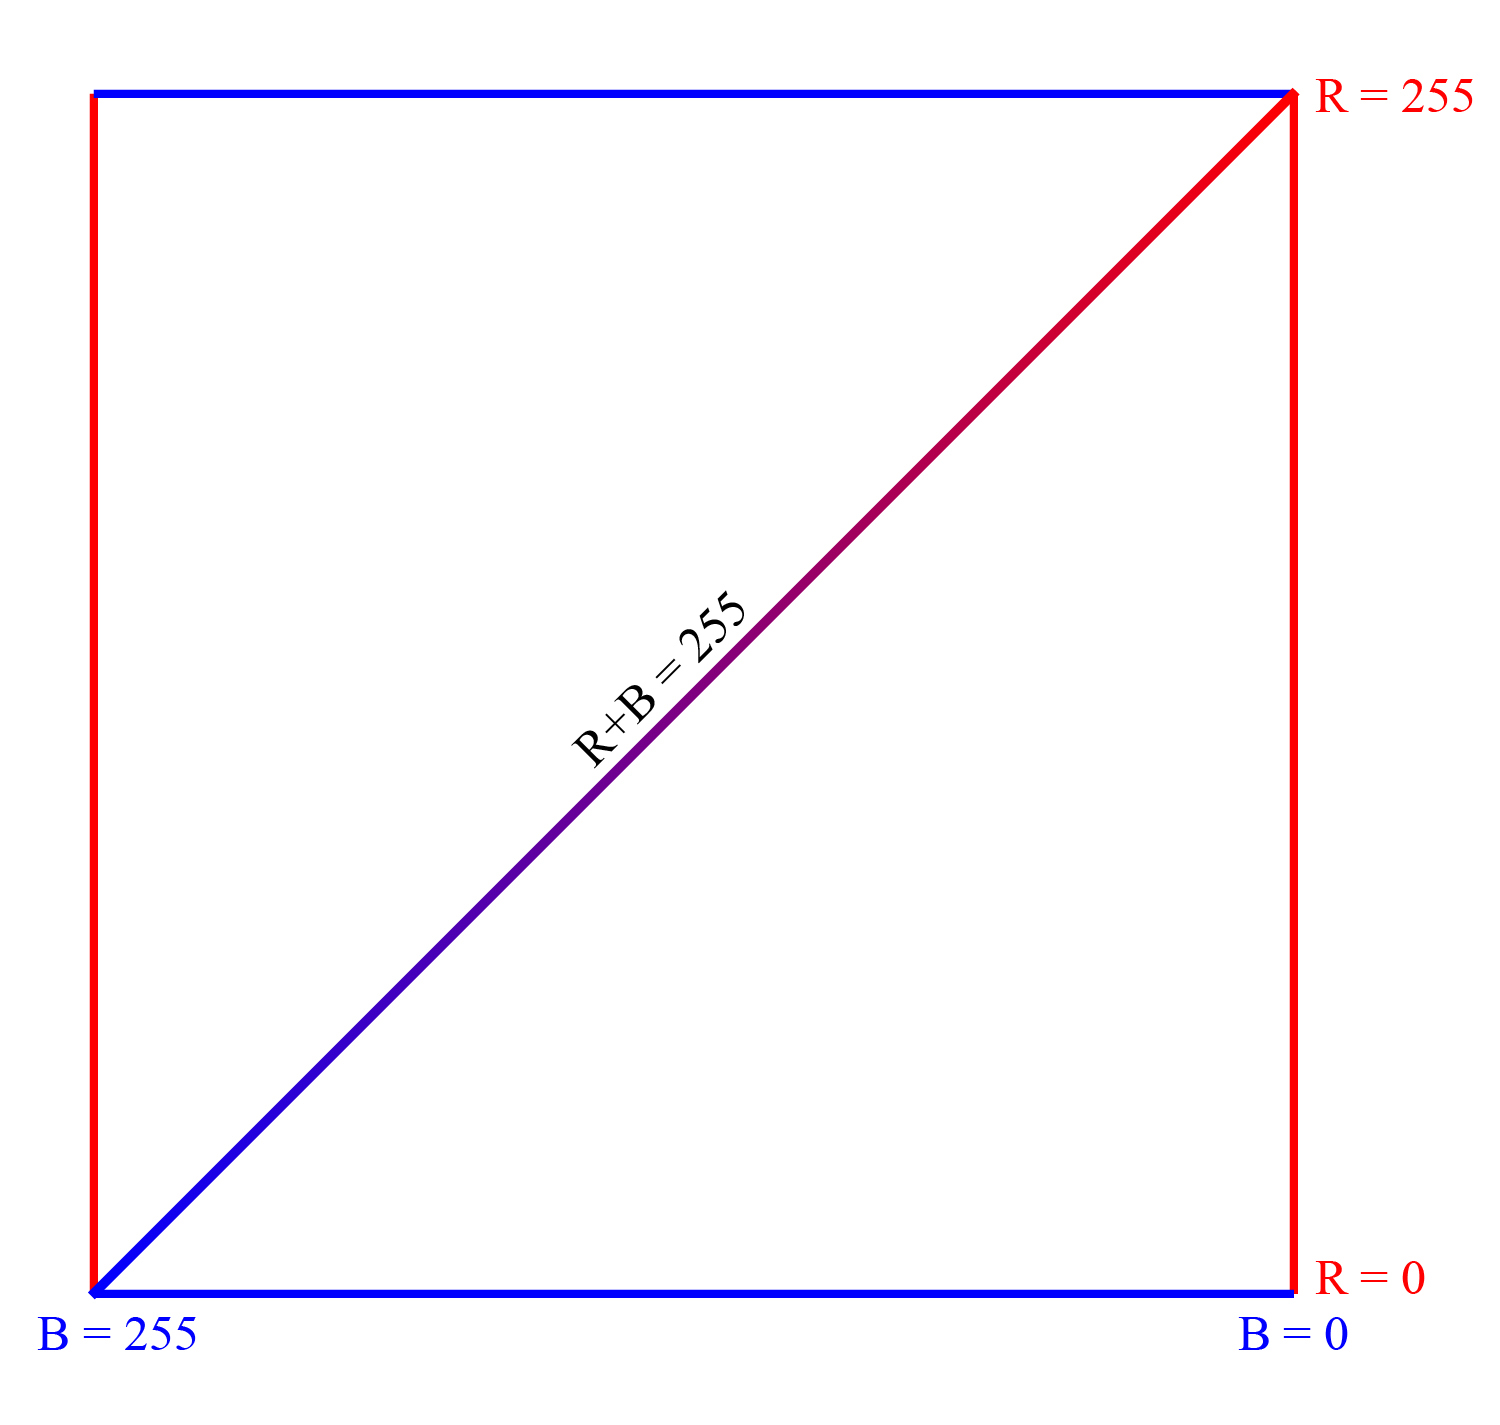 R = 255
R+B = 255
R = 0
B = 255
B = 0